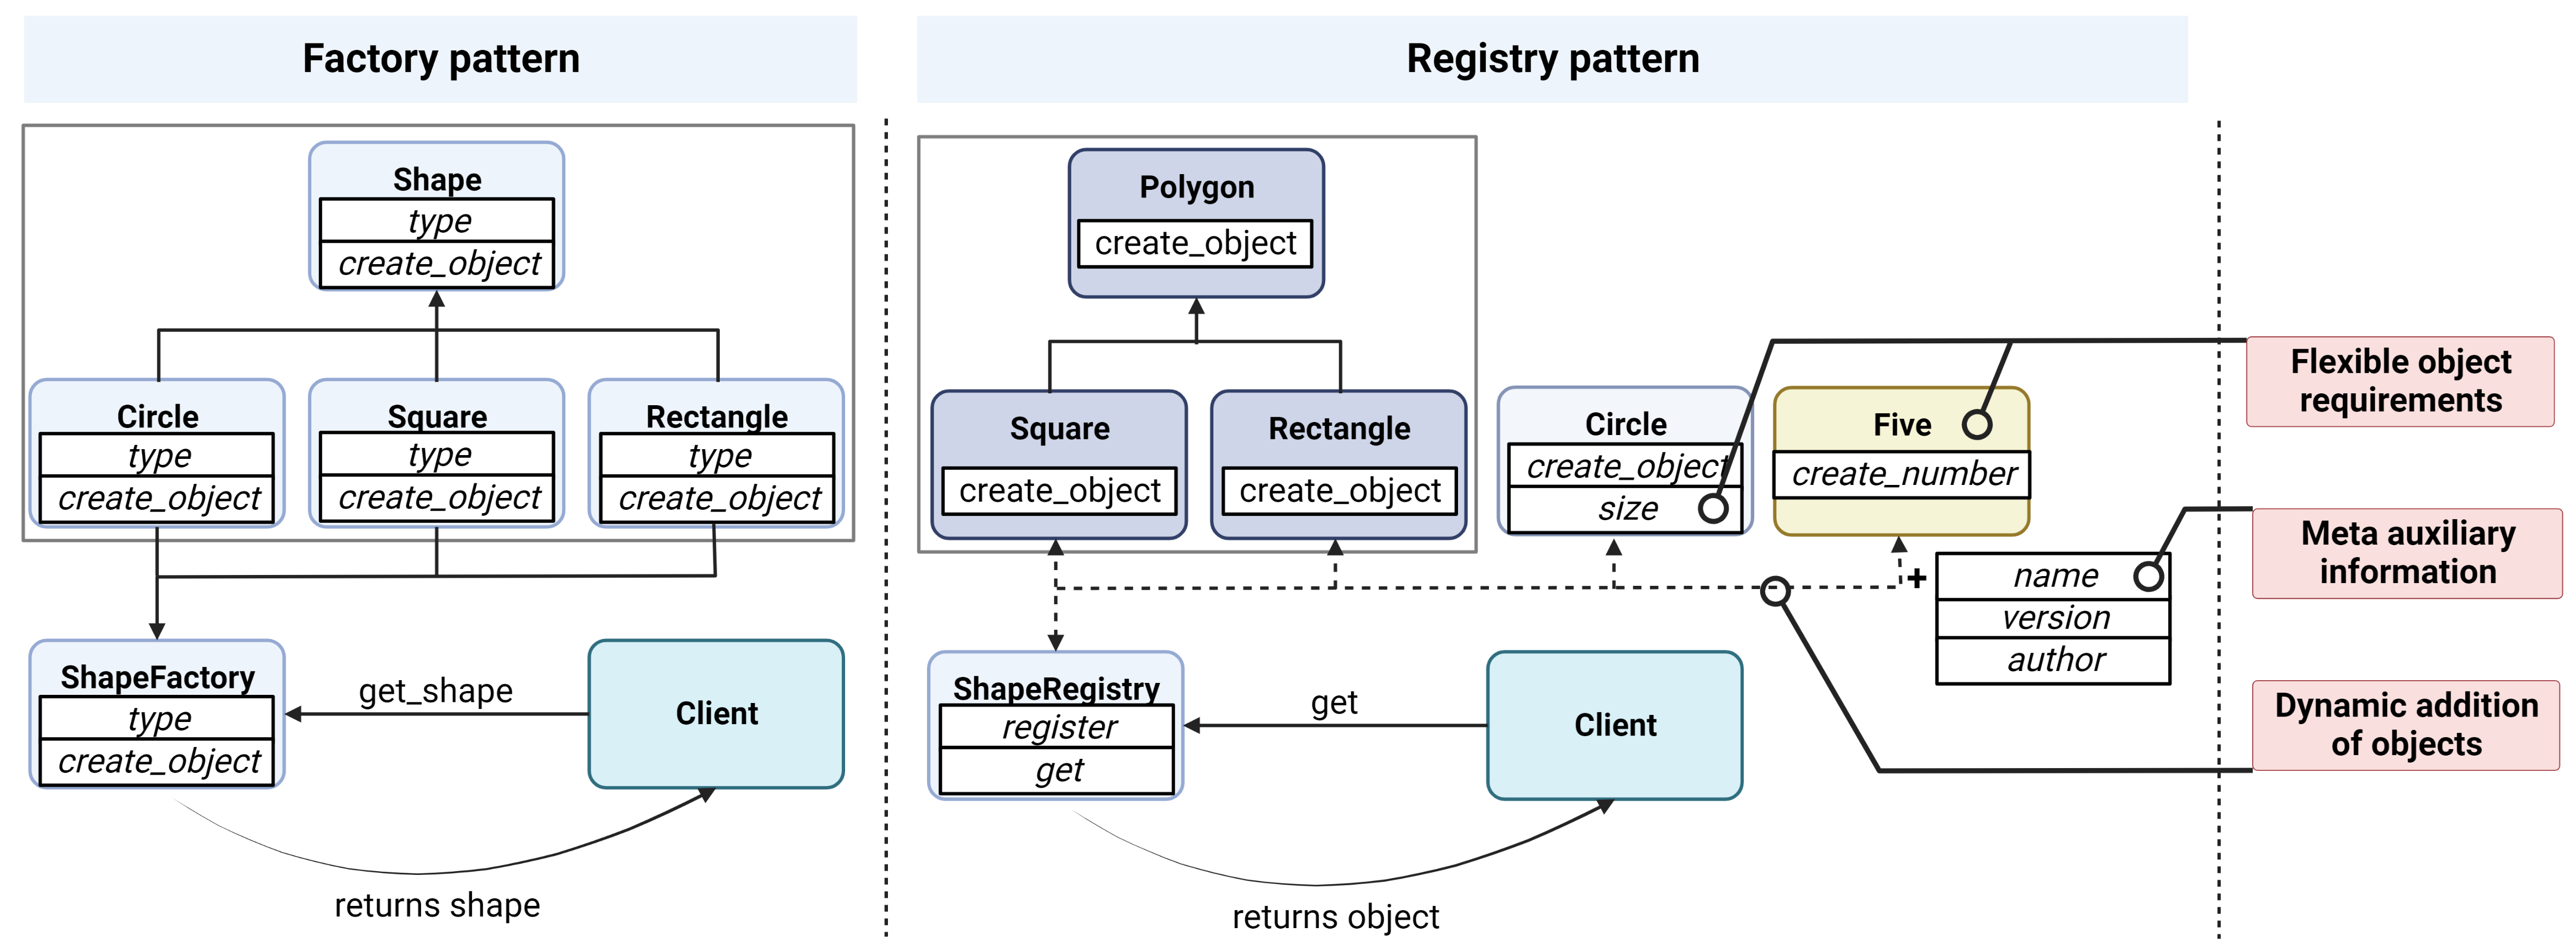 Factory pattern
Shape
type
create_object
Circle
type
create_object
Square
type
create_object
Rectangle
type
create_object
ShapeFactory
type
create_object
get_shape
Client
returns shape
Registry pattern
Polygon
create_object
Square
create_object
Rectangle
create_object
Circle
create_object
size
Five
create_number
+
name
version
author
ShapeRegistry
register
get
get
Client
returns object
Flexible object
requirements
Meta auxiliary
information
Dynamic addition
of objects